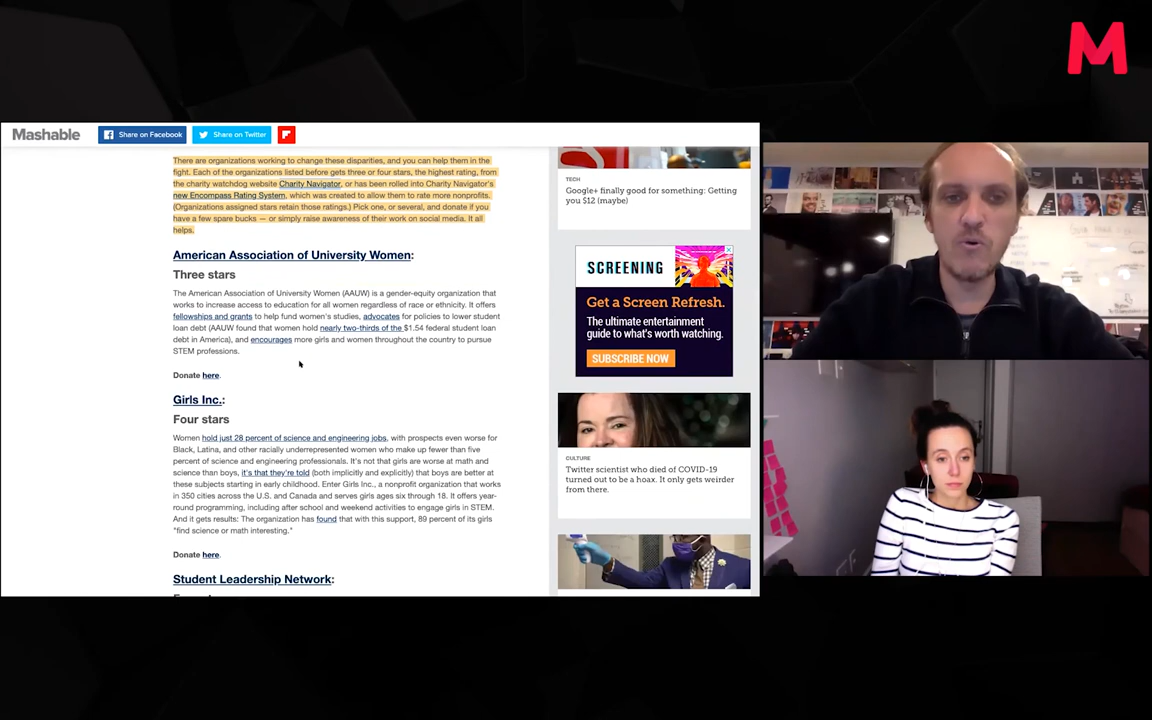 M
Mashable
Share on Facebook
Share on Twitter
There are organizations working to change these disparities, and you can help them in the
fight. Each of the organizations listed before gets three or four stars, the highest rating, from
the charity watchdog website Charity Navigator, or has been rolled into Charity Navigator's
new Encompass Rating System, which was created to allow them to rate more nonprofits.
(Organizations assigned stars retain those ratings.) Pick one, or several, and donate if you
have a few spare bucks — or simply raise awareness of their work on social media. It all
helps.
American Association of University Women:
Three stars
The American Association of University Women (AAUW) is a gender-equity organization that
works to increase access to education for all women regardless of race or ethnicity. It offers
fellowships and grants to help fund women's studies, advocates for policies to lower student
loan debt (AAUW found that women hold nearly two-thirds of the $1.54 federal student loan
debt in America), and encourages more girls and women throughout the country to pursue
STEM professions.
Donate here.
Girls Inc.:
Four stars
Women hold just 28 percent of science and engineering jobs, with prospects even worse for
Black, Latina, and other racially underrepresented women who make up fewer than five
percent of science and engineering professionals. It's not that girls are worse at math and
science than boys, it's that they're told (both implicitly and explicitly) that boys are better at
these subjects starting in early childhood. Enter Girls Inc., a nonprofit organization that works
in 350 cities across the U.S. and Canada and serves girls ages six through 18. It offers year-
round programming, including after school and weekend activities to engage girls in STEM.
And it gets results: The organization has found that with this support, 89 percent of its girls
"find science or math interesting."
Donate here.
Student Leadership Network:
TECH
Google+ finally good for something: Getting
you $12 (maybe)
SCREENING
Get a Screen Refresh.
The ultimate entertainment
guide to what's worth watching.
SUBSCRIBE NOW
CULTURE
Twitter scientist who died of COVID-19
turned out to be a hoax. It only gets weirder
from there.